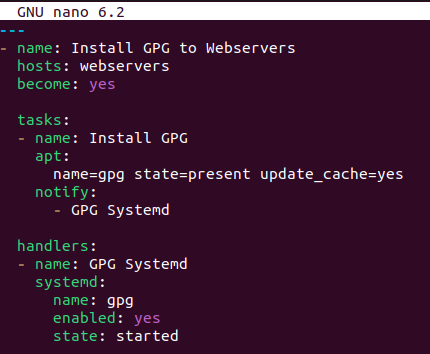 GNU nano 6.2
---
- name: Install GPG to Webservers
  hosts: webservers
  become: yes

  tasks:
  - name: Install GPG
    apt:
      name=gpg state=present update_cache=yes
    notify:
      - GPG Systemd

  handlers:
  - name: GPG Systemd
    systemd:
      name: gpg
      enabled: yes
      state: started